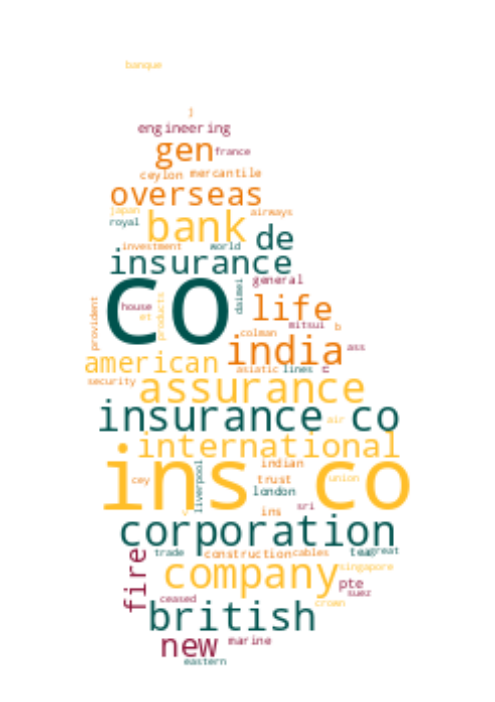 banque
j
engineering
gen france
ceylon mercantile
overseas
japan airways
royal bank de
investment world
insurance
general
co daimei
house products et
provident life
mitsui b
colman
india ass
american asiatic lines c
security assurance
insurance co air
international
ins co
indian
cey liverpool trust union
london
sri
v ins
corporation
fire trade construction cables tea great
company singapore
pte
suez
ceased crown
british
new marine
eastern